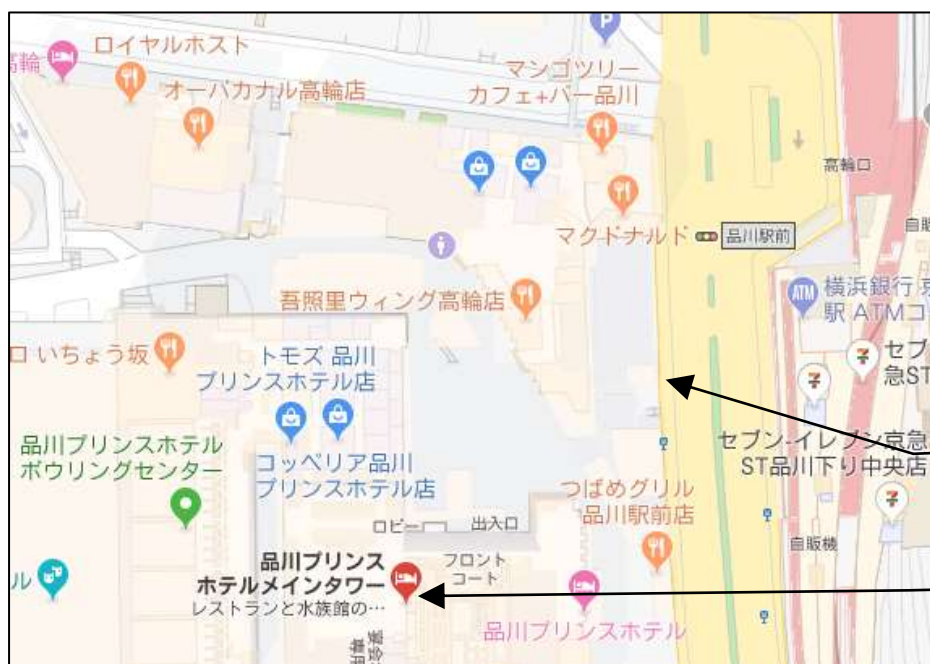 ロイヤルホスト
高輪
オーバカナル高輪店
マンゴツリー
カフェ+バー品川
P
高輪口
マクドナルド
品川駅前
自販
吾照里ウィング高輪店
ATM
横浜銀行 京
駅 ATMコ
ロ いちょう坂
トモズ 品川
プリンスホテル店
セブ
急ST
品川プリンスホテル
ボウリングセンター
コッペリア品川
プリンスホテル店
セブン-イレブン京急
ST品川下り中央店
つばめグリル
品川駅前店
ロビー
出入口
自販機
品川プリンス
ホテルメインタワー
レストランと水族館の…
フロント
コート
ル
品川プリンスホテル